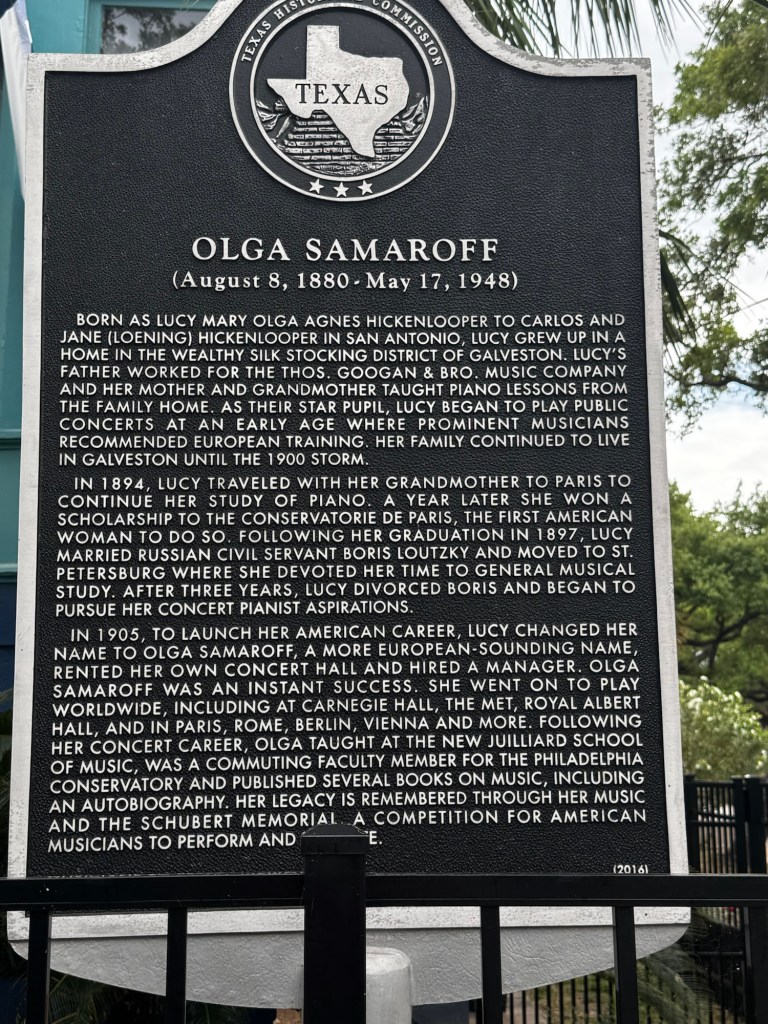 TEXAS HISTORICAL COMMISSION
TEXAS
OLGA SAMAROFF
(August 8, 1880 - May 17, 1948)
BORN AS LUCY MARY OLGA AGNES HICKENLOOPER TO CARLOS AND
JANE (LOENING) HICKENLOOPER IN SAN ANTONIO, LUCY GREW UP IN A
HOME IN THE WEALTHY SILK STOCKING DISTRICT OF GALVESTON. LUCY'S
FATHER WORKED FOR THE THOS. GOOGAN & BRO. MUSIC COMPANY
AND HER MOTHER AND GRANDMOTHER TAUGHT PIANO LESSONS FROM
THE FAMILY HOME. AS THEIR STAR PUPIL, LUCY BEGAN TO PLAY PUBLIC
CONCERTS AT AN EARLY AGE WHERE PROMINENT MUSICIANS
RECOMMENDED EUROPEAN TRAINING. HER FAMILY CONTINUED TO LIVE
IN GALVESTON UNTIL THE 1900 STORM.
IN 1894, LUCY TRAVELED WITH HER GRANDMOTHER TO PARIS TO
CONTINUE HER STUDY OF PIANO. A YEAR LATER SHE WON A
SCHOLARSHIP TO THE CONSERVATORIE DE PARIS, THE FIRST AMERICAN
WOMAN TO DO SO. FOLLOWING HER GRADUATION IN 1897, LUCY
MARRIED RUSSIAN CIVIL SERVANT BORIS LOUTZKY AND MOVED TO ST.
PETERSBURG WHERE SHE DEVOTED HER TIME TO GENERAL MUSICAL
STUDY. AFTER THREE YEARS, LUCY DIVORCED BORIS AND BEGAN TO
PURSUE HER CONCERT PIANIST ASPIRATIONS.
IN 1905, TO LAUNCH HER AMERICAN CAREER, LUCY CHANGED HER
NAME TO OLGA SAMAROFF, A MORE EUROPEAN-SOUNDING NAME,
RENTED HER OWN CONCERT HALL AND HIRED A MANAGER. OLGA
SAMAROFF WAS AN INSTANT SUCCESS. SHE WENT ON TO PLAY
WORLDWIDE, INCLUDING AT CARNEGIE HALL, THE MET, ROYAL ALBERT
HALL, AND IN PARIS, ROME, BERLIN, VIENNA AND MORE. FOLLOWING
HER CONCERT CAREER, OLGA TAUGHT AT THE NEW JUILLIARD SCHOOL
OF MUSIC, WAS A COMMUTING FACULTY MEMBER FOR THE PHILADELPHIA
CONSERVATORY AND PUBLISHED SEVERAL BOOKS ON MUSIC, INCLUDING
AN AUTOBIOGRAPHY. HER LEGACY IS REMEMBERED THROUGH HER MUSIC
AND THE SCHUBERT MEMORIAL, A COMPETITION FOR AMERICAN
MUSICIANS TO PERFORM AND
(2016)